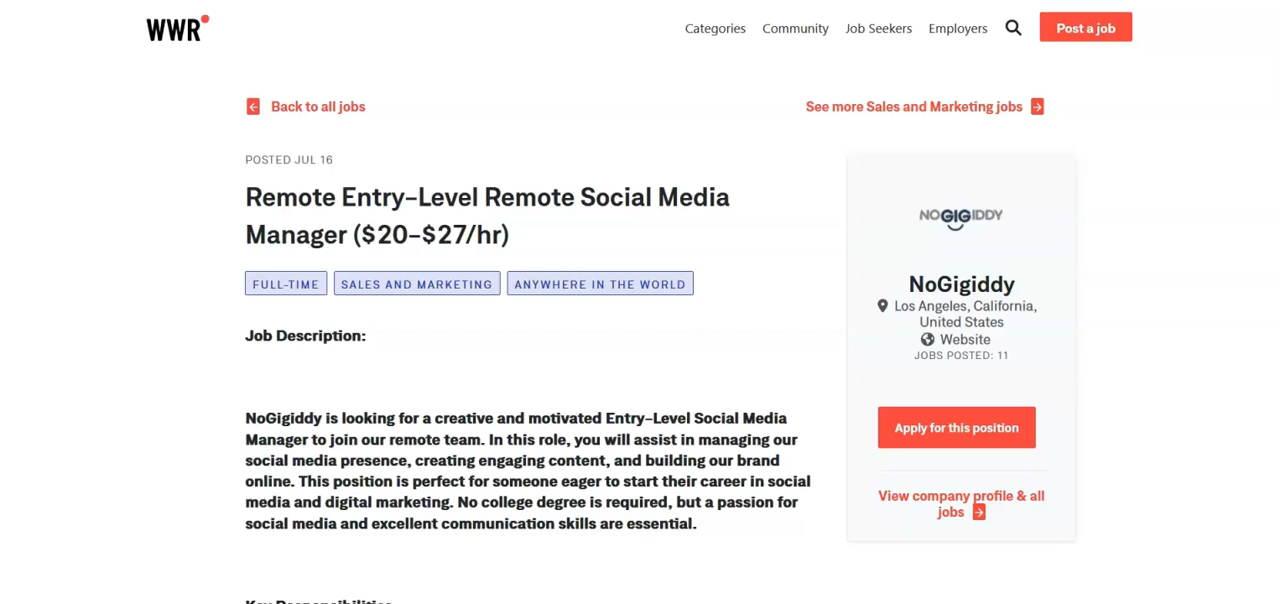 WWR
Categories Community Job Seekers Employers Post a job
Back to all jobs
See more Sales and Marketing jobs
POSTED JUL 16
Remote Entry-Level Remote Social Media
Manager ($20-$27/hr)
FULL-TIME SALES AND MARKETING ANYWHERE IN THE WORLD
Job Description:
NoGigiddy is looking for a creative and motivated Entry-Level Social Media
Manager to join our remote team. In this role, you will assist in managing our
social media presence, creating engaging content, and building our brand
online. This position is perfect for someone eager to start their career in social
media and digital marketing. No college degree is required, but a passion for
social media and excellent communication skills are essential.
Key Responsibilities
NOGIGIDDY
NoGigiddy
Los Angeles, California,
United States
Website
JOBS POSTED: 11
Apply for this position
View company profile & all
jobs